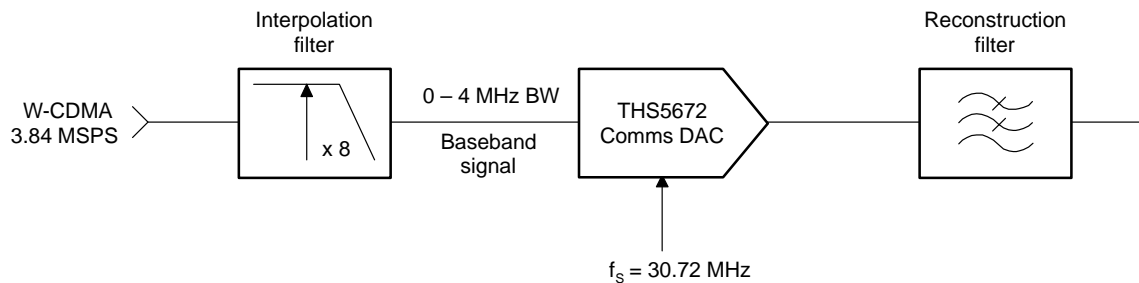 Interpolation
filter
Reconstruction
filter
W-CDMA
3.84 MSPS
x 8
0 – 4 MHz BW
Baseband
signal
THS5672
Comms DAC
fS = 30.72 MHz